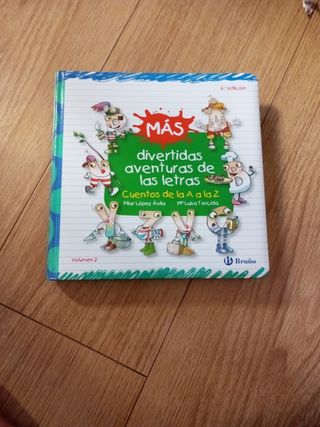 6.ª edición
MÁS
divertidas
aventuras de
las letras
Cuentos de la A a la Z
Pilar López Ávila
Mª Luisa Torcida
Volumen 2
B Bruño